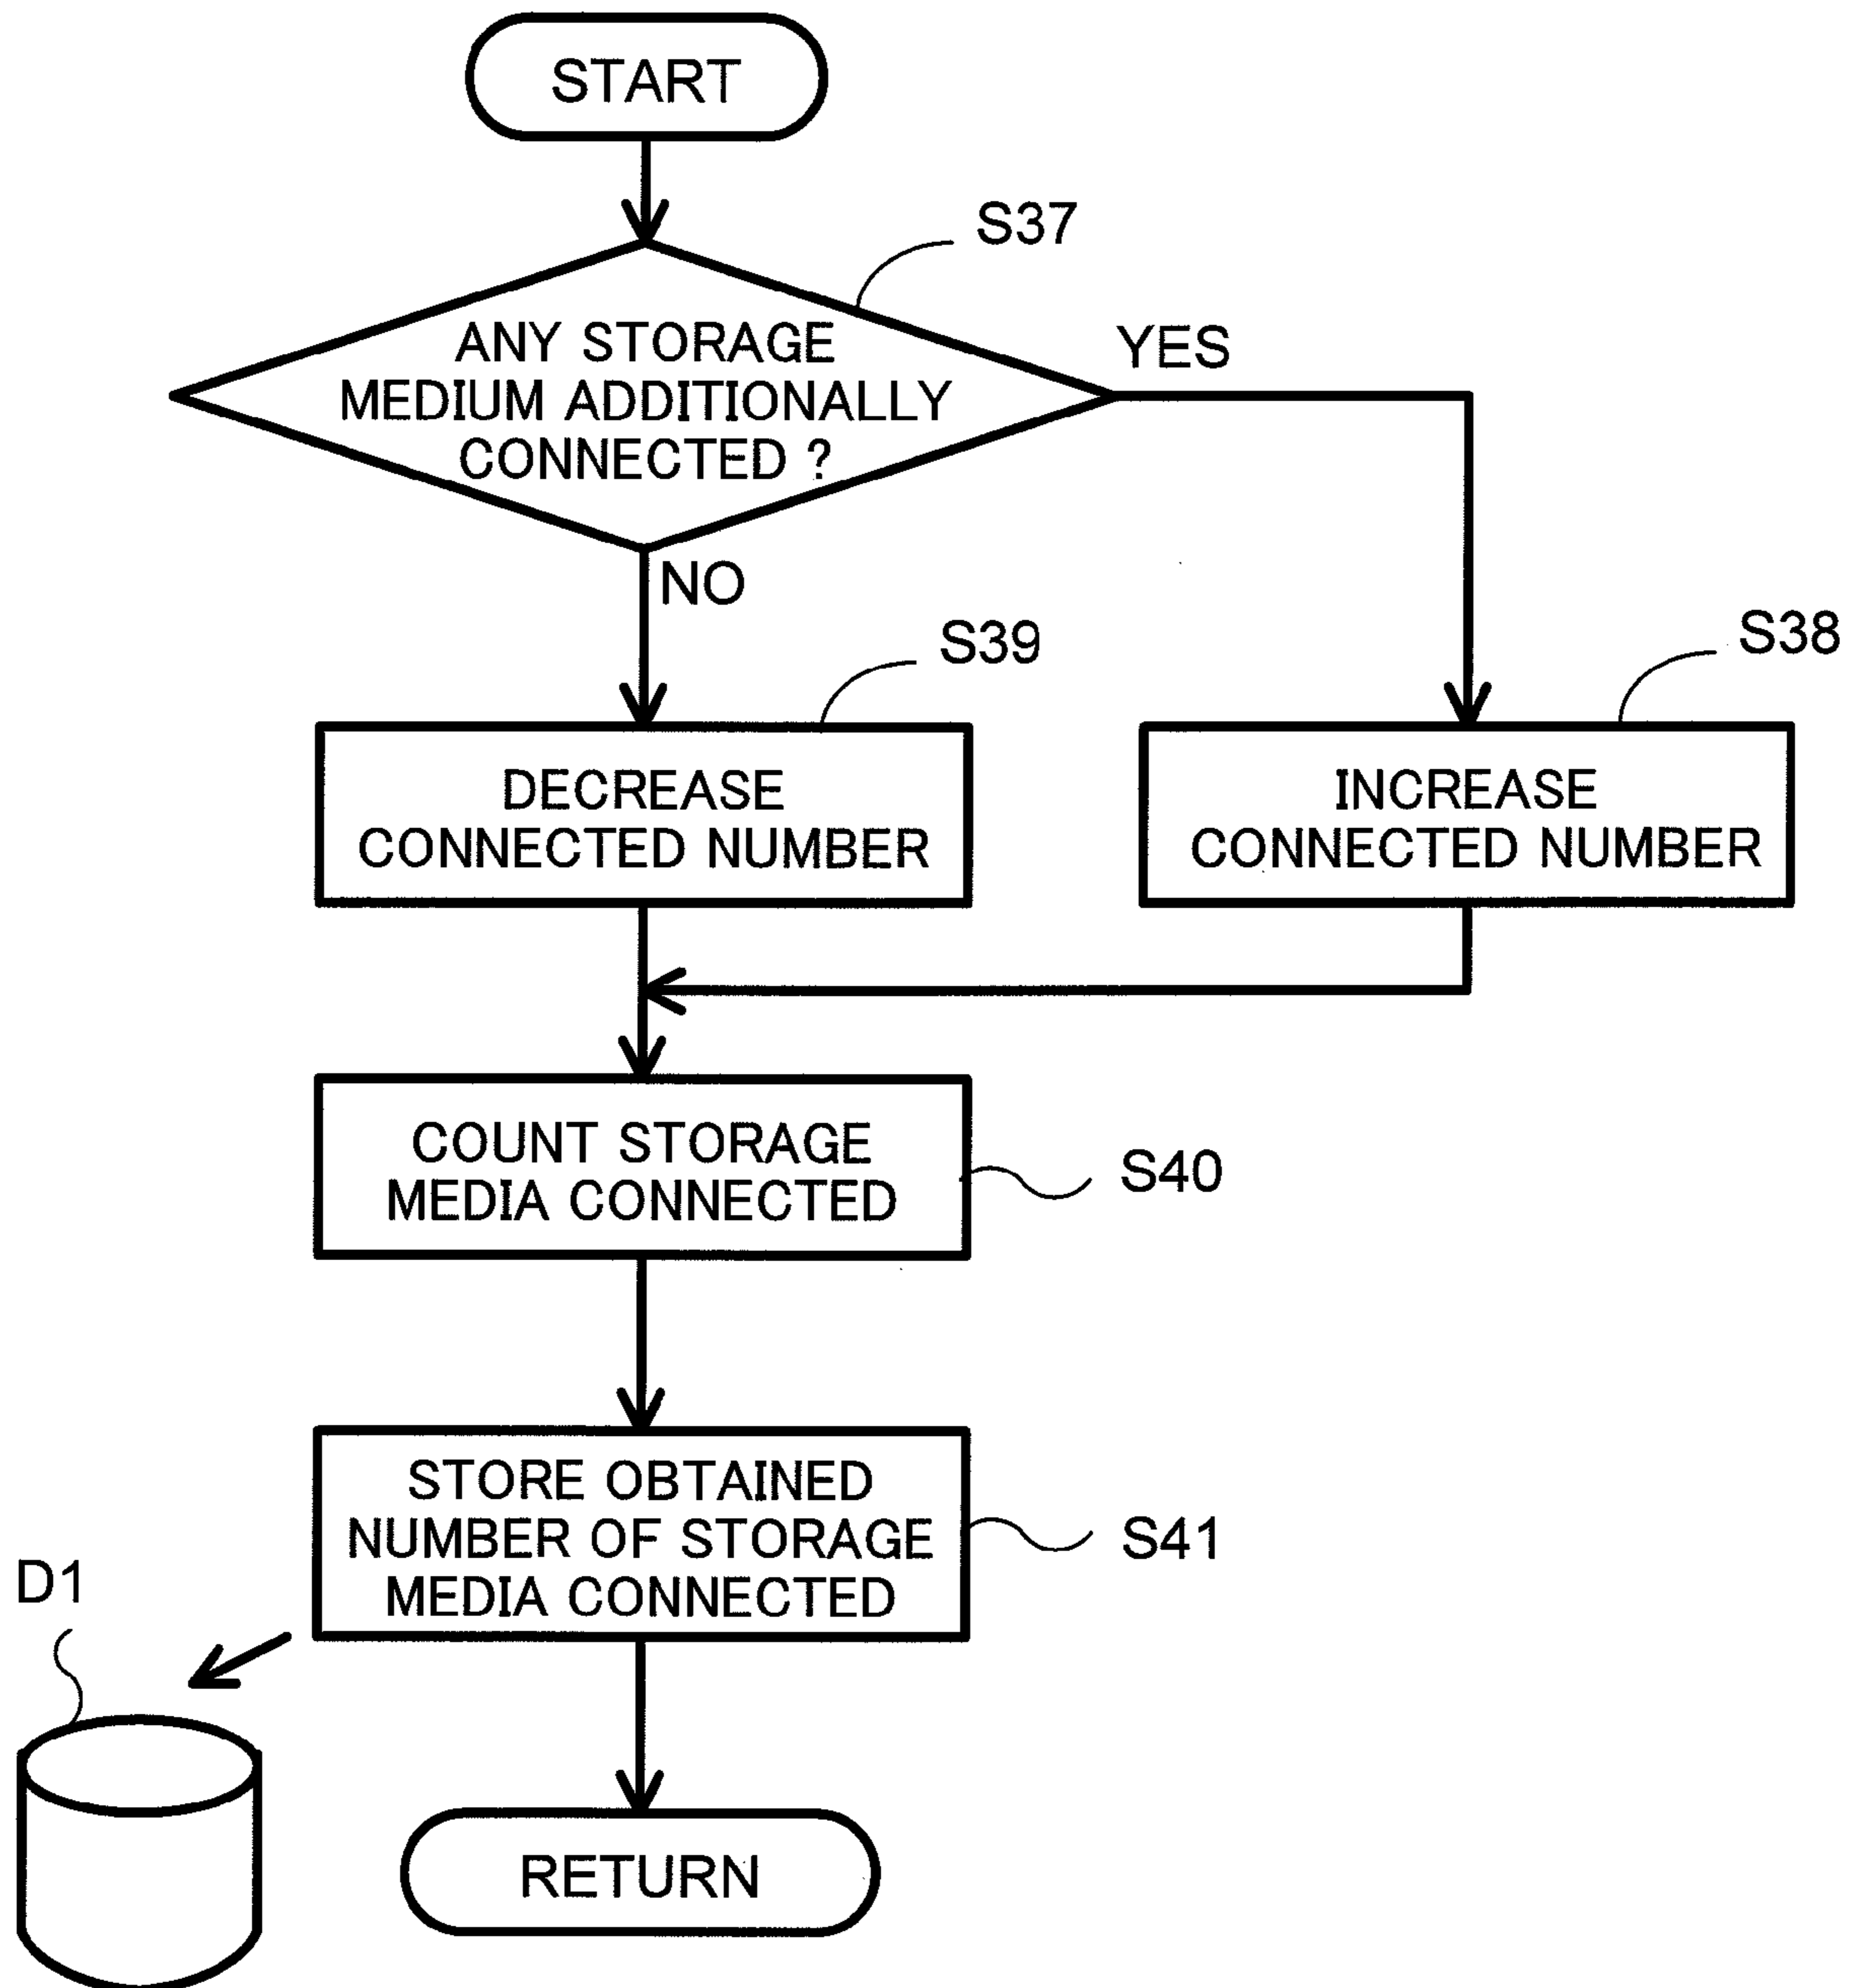 START
S37
ANY STORAGE
MEDIUM ADDITIONALLY
CONNECTED ?
YES
NO
S39
S38
DECREASE
CONNECTED NUMBER
INCREASE
CONNECTED NUMBER
COUNT STORAGE
MEDIA CONNECTED
S40
STORE OBTAINED
NUMBER OF STORAGE
MEDIA CONNECTED
S41
D1
RETURN